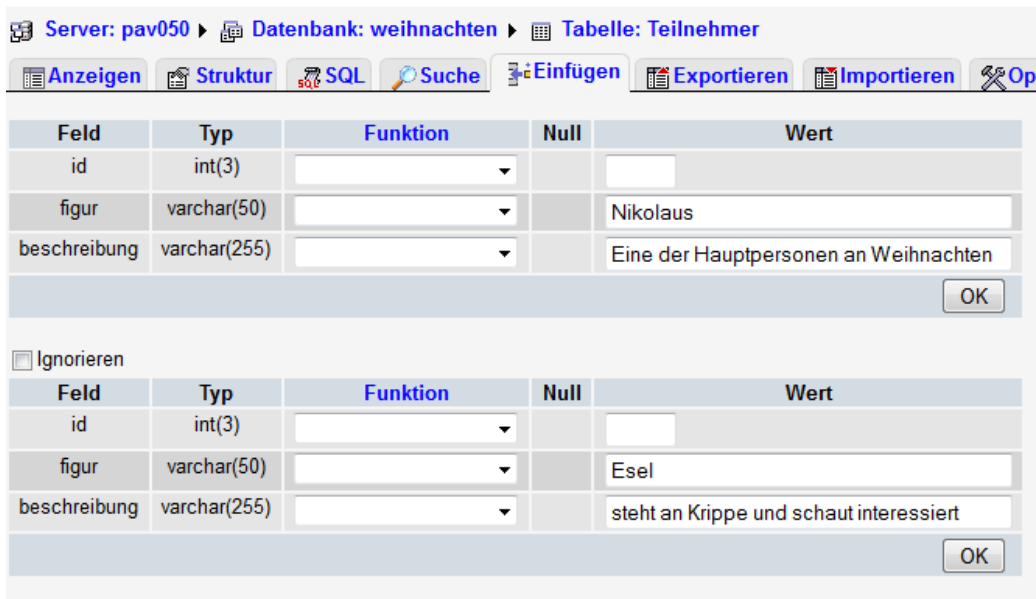 Server: pav050 ▸ Datenbank: weihnachten ▸ Tabelle: Teilnehmer
Anzeigen Struktur SQL Suche Einfügen Exportieren Importieren Op
Feld Typ Funktion Null Wert
id int(3)
figur varchar(50) Nikolaus
beschreibung varchar(255) Eine der Hauptpersonen an Weihnachten
OK
Ignorieren
Feld Typ Funktion Null Wert
id int(3)
figur varchar(50) Esel
beschreibung varchar(255) steht an Krippe und schaut interessiert
OK